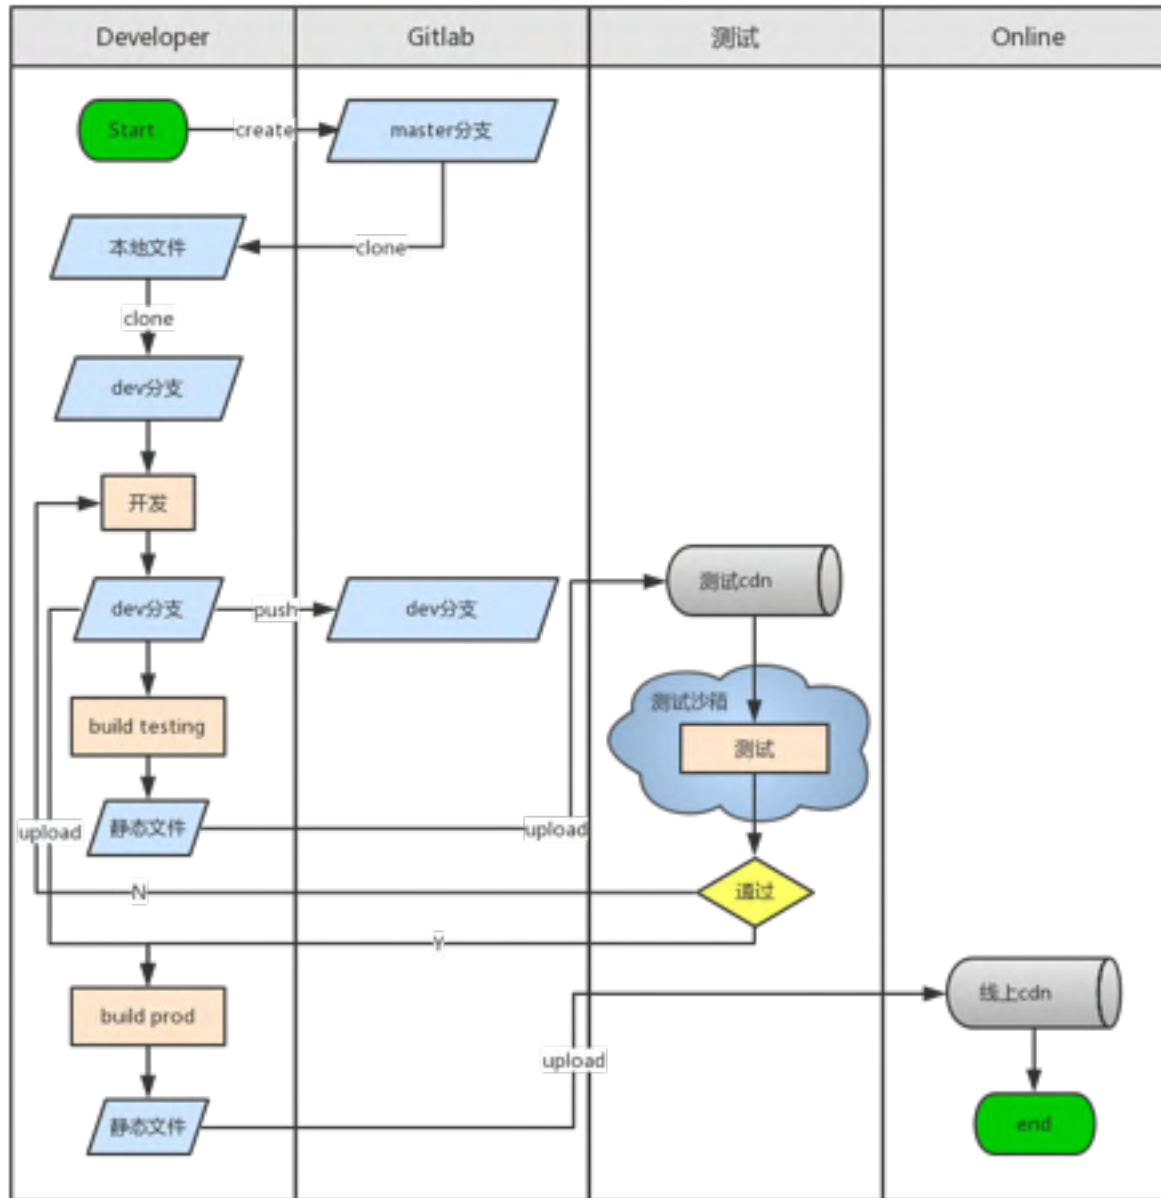 Developer
Gitlab
测试
Online
Start
create
master分支
本地文件
clone
clone
dev分支
开发
dev分支
push
dev分支
测试cdn
build testing
测试沙箱
测试
静态文件
upload
upload
通过
N
Y
build prod
线上cdn
upload
静态文件
end